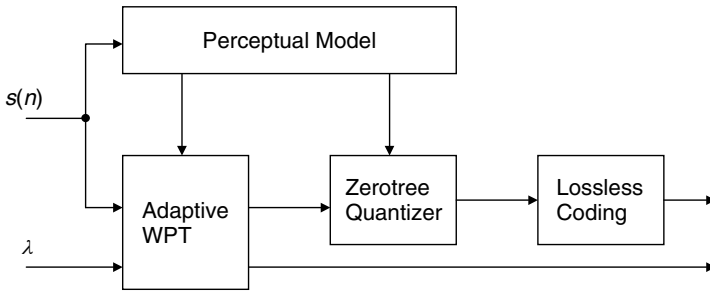 Perceptual Model
s(n)
Adaptive
WPT
Zerotree
Quantizer
Lossless
Coding
λ